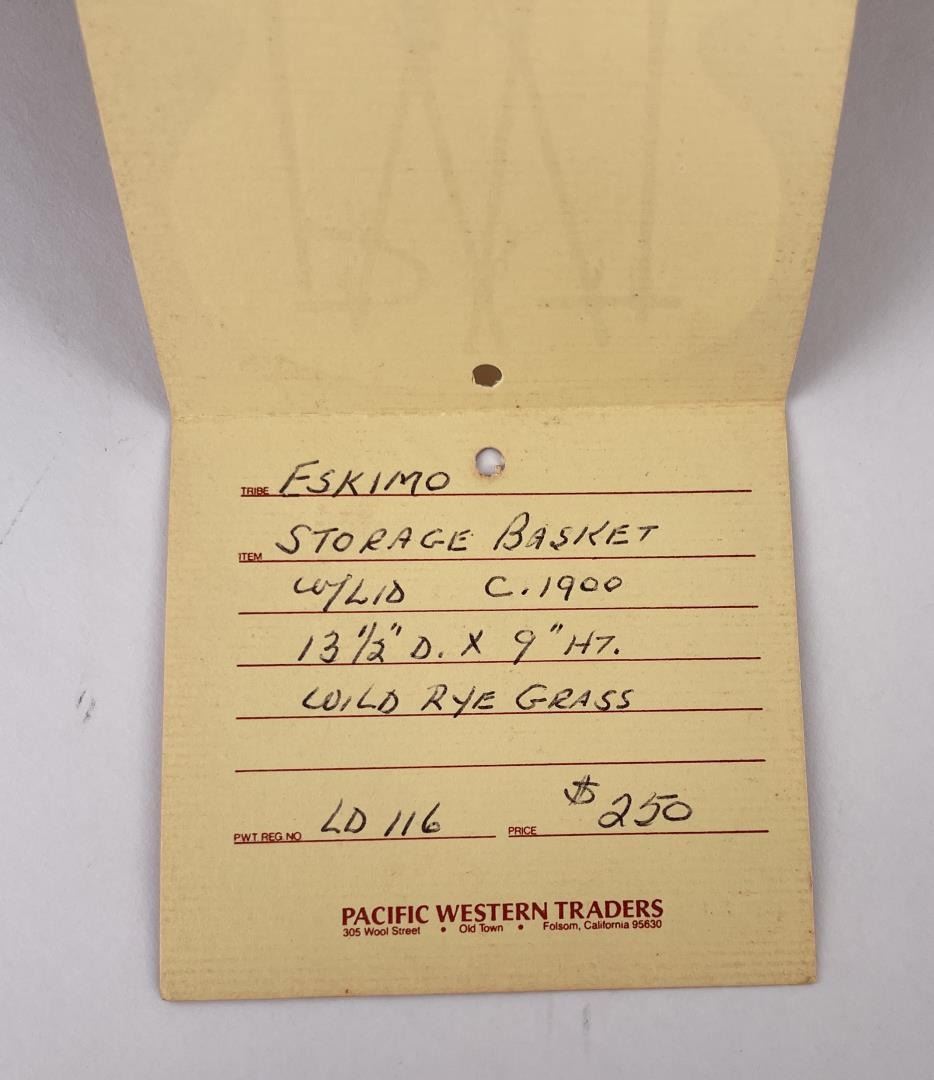 TRIBE ESKIMO
ITEM STORAGE BASKET
W/LID C.1900
13 1/2" D. X 9" HT.
WILD RYE GRASS
PWT REG NO LD 116 PRICE $250
PACIFIC WESTERN TRADERS
305 Wool Street • Old Town • Folsom, California 95630